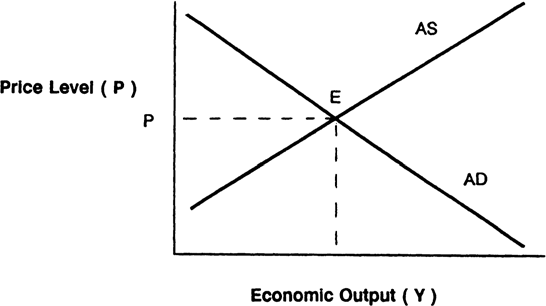 AS
Price Level ( P )
E
P
AD
Economic Output ( Y )